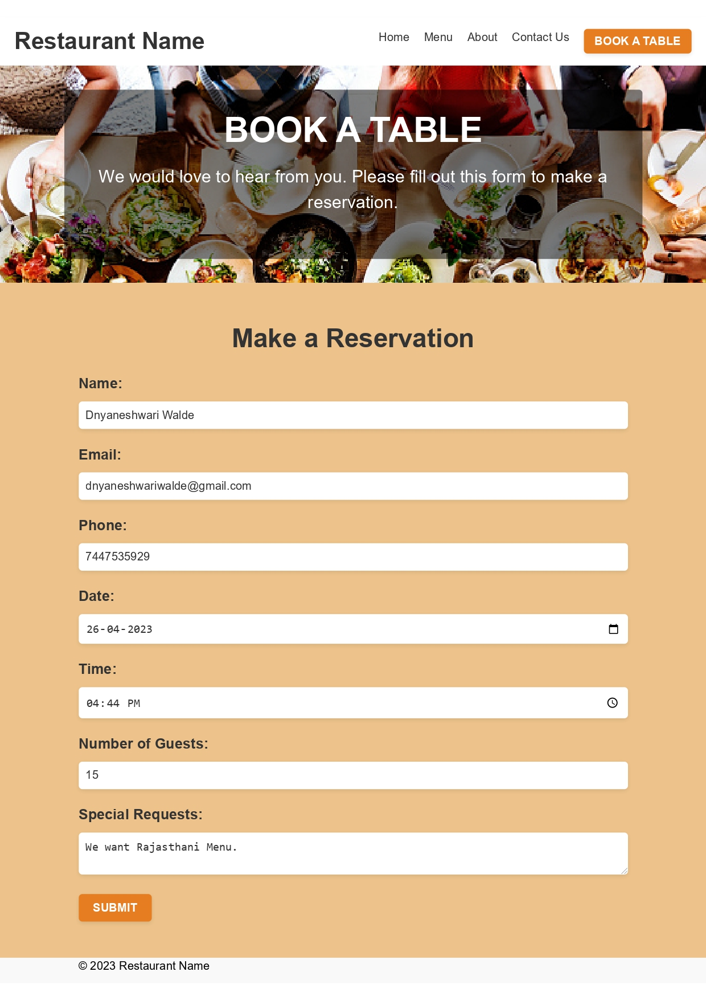 Restaurant Name
Home Menu About Contact Us BOOK A TABLE
BOOK A TABLE
We would love to hear from you. Please fill out this form to make a
reservation.
Make a Reservation
Name:
Dnyaneshwari Walde
Email:
dnyaneshwariwalde@gmail.com
Phone:
7447535929
Date:
26-04-2023
Time:
04:44 PM
Number of Guests:
15
Special Requests:
We want Rajasthani Menu.
SUBMIT
© 2023 Restaurant Name